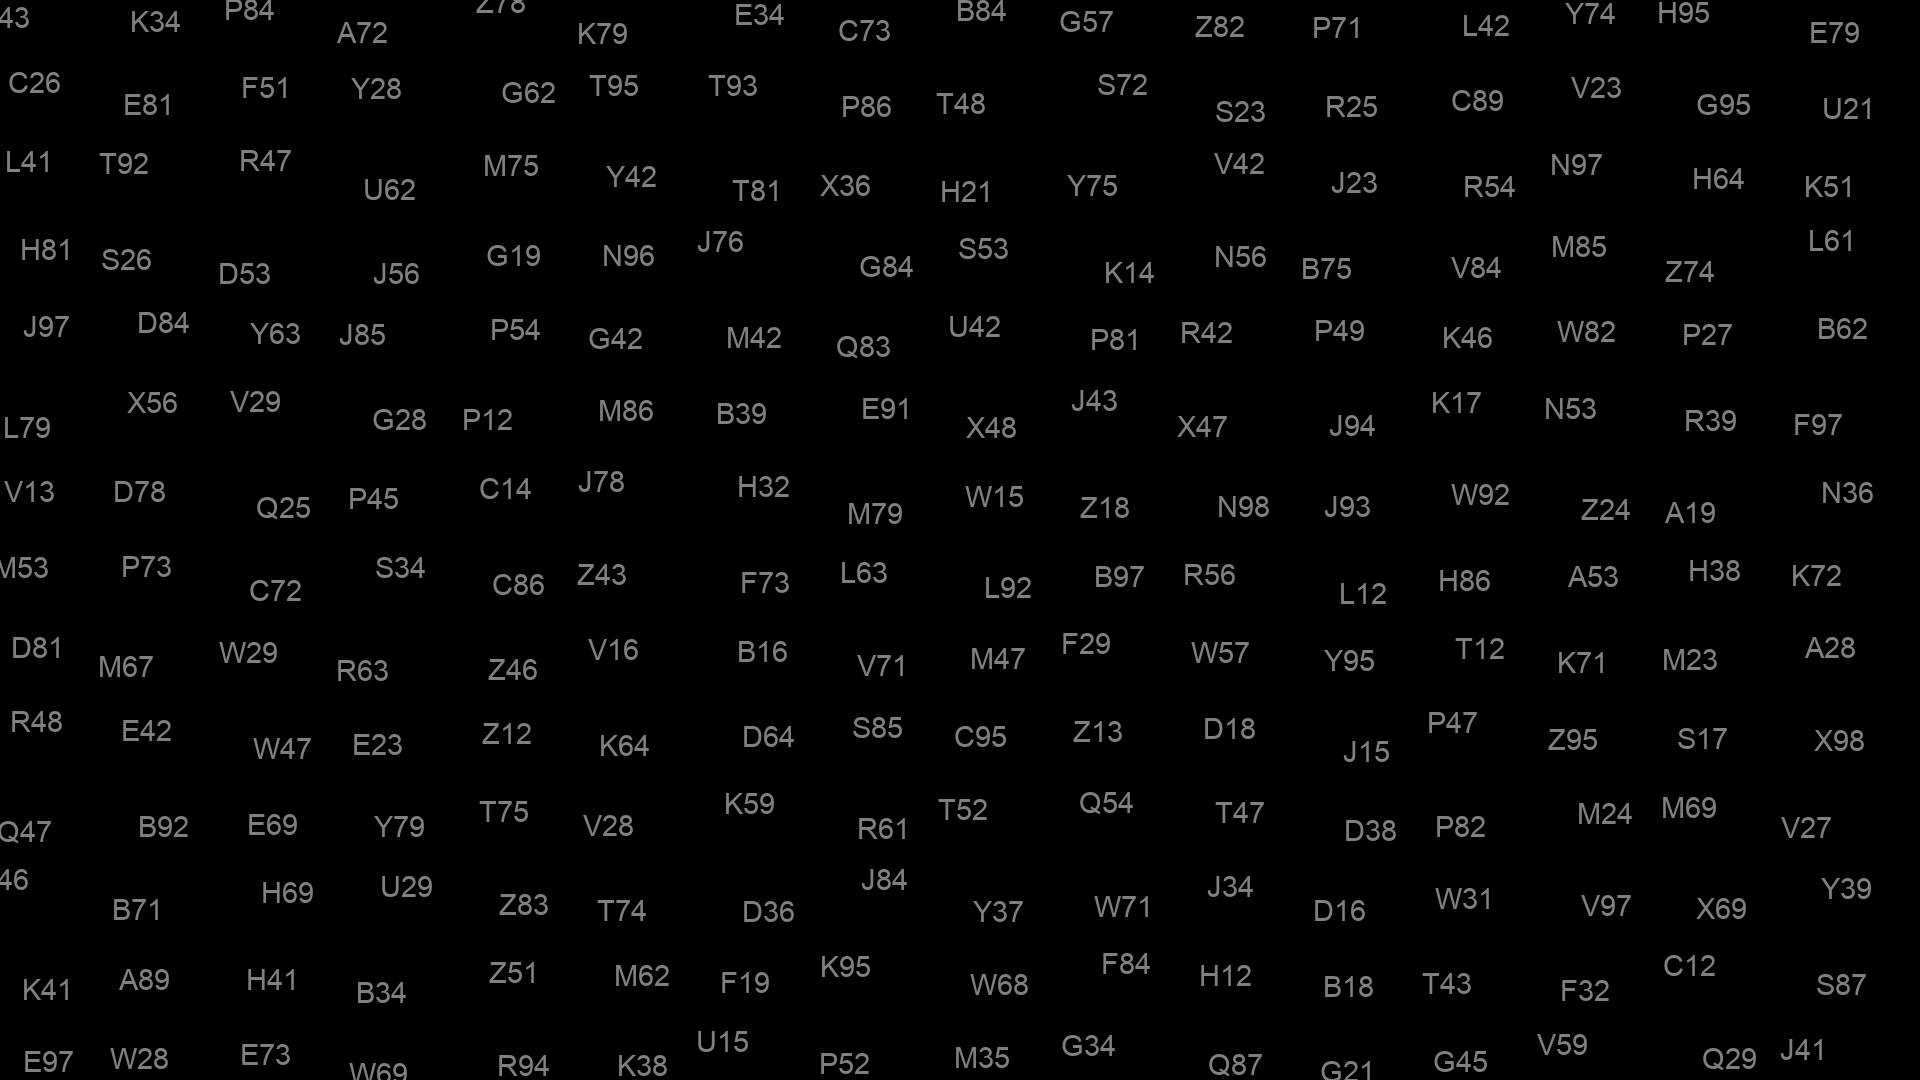 43 K34 P84 A72 Z78 K79 E34 C73 B84 G57 Z82 P71 L42 Y74 H95 E79
C26 E81 F51 Y28 G62 T95 T93 P86 T48 S72 S23 R25 C89 V23 G95 U21
L41 T92 R47 U62 M75 Y42 T81 X36 H21 Y75 V42 J23 R54 N97 H64 K51
H81 S26 D53 J56 G19 N96 J76 G84 S53 K14 N56 B75 V84 M85 Z74 L61
J97 D84 Y63 J85 P54 G42 M42 Q83 U42 P81 R42 P49 K46 W82 P27 B62
L79 X56 V29 G28 P12 M86 B39 E91 X48 J43 X47 J94 K17 N53 R39 F97
V13 D78 Q25 P45 C14 J78 H32 M79 W15 Z18 N98 J93 W92 Z24 A19 N36
M53 P73 C72 S34 C86 Z43 F73 L63 L92 B97 R56 L12 H86 A53 H38 K72
D81 M67 W29 R63 Z46 V16 B16 V71 M47 F29 W57 Y95 T12 K71 M23 A28
R48 E42 W47 E23 Z12 K64 D64 S85 C95 Z13 D18 J15 P47 Z95 S17 X98
Q47 B92 E69 Y79 T75 V28 K59 R61 T52 Q54 T47 D38 P82 M24 M69 V27
46 B71 H69 U29 Z83 T74 D36 J84 Y37 W71 J34 D16 W31 V97 X69 Y39
K41 A89 H41 B34 Z51 M62 F19 K95 W68 F84 H12 B18 T43 F32 C12 S87
E97 W28 E73 W69 R94 K38 U15 P52 M35 G34 Q87 G21 G45 V59 Q29 J41